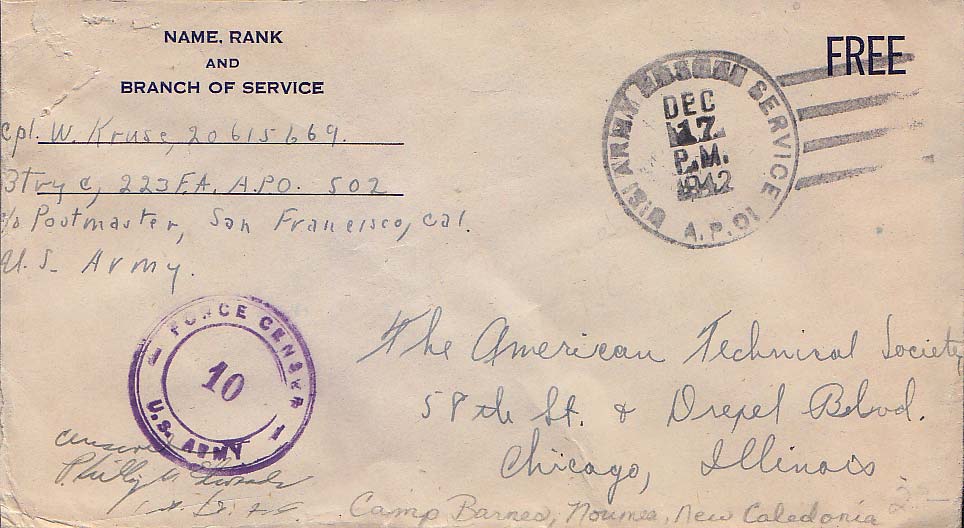 NAME, RANK
AND
BRANCH OF SERVICE
Cpl. W. Kruse, 20615669.
Btry C, 223 F.A. A.P.O. 502
c/o Postmaster, San Francisco, Cal.
U.S. Army.
FREE
ARMY POSTAL SERVICE
DEC
17
P.M.
1942
A.P.O.
FORCE CENSOR
10
U.S. ARMY
The American Technical Society
58th St. & Drexel Bolvd.
Chicago, Illinois
Camp Barnes, Noumea, New Caledonia